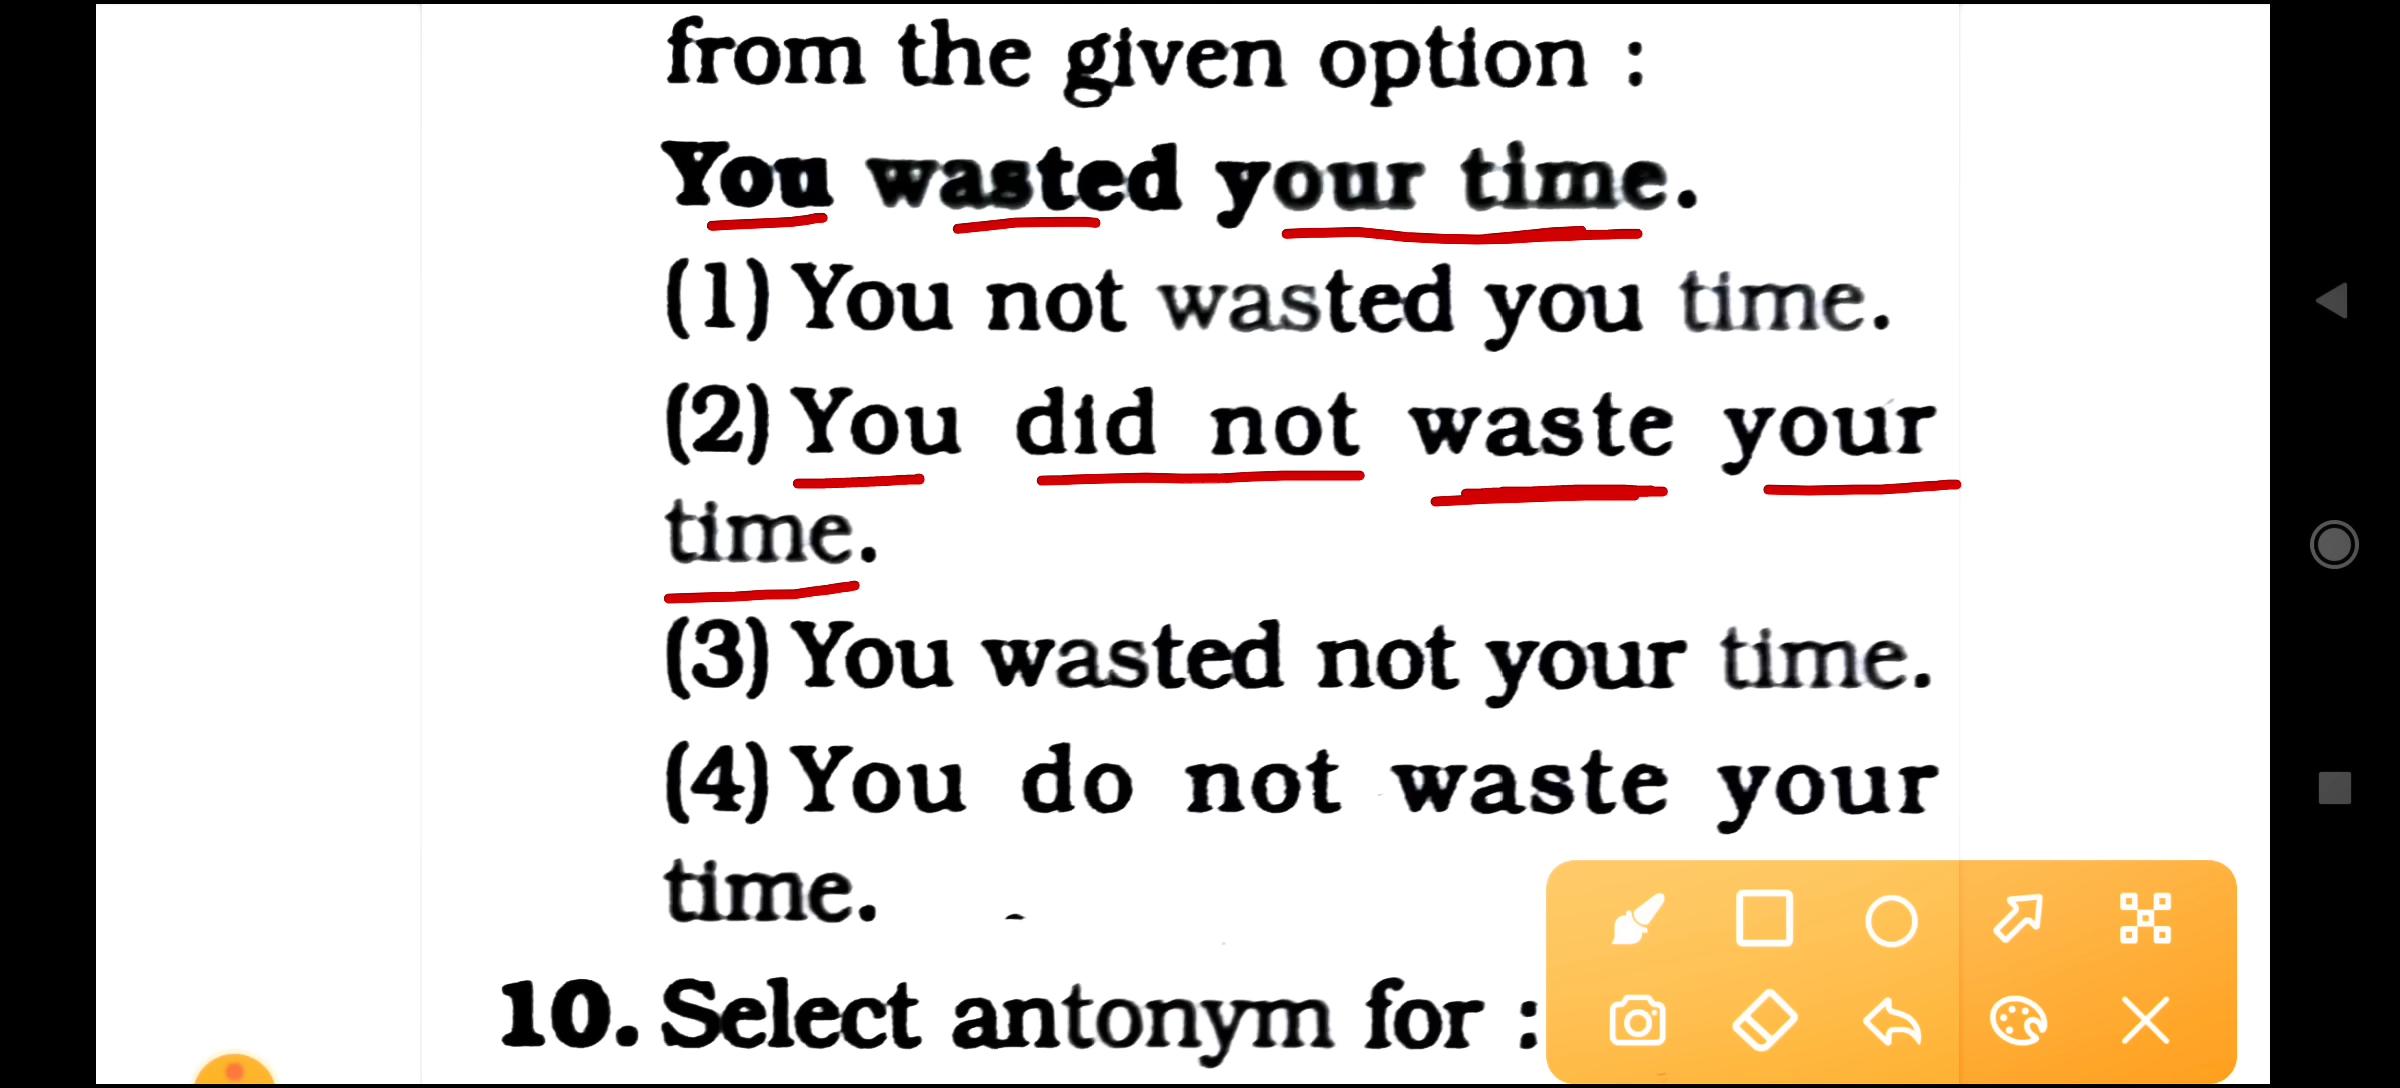 from the given option :
You wasted your time.
(1) You not wasted you time.
(2) You did not waste your
time.
(3) You wasted not your time.
(4) You do not waste your
time.
10. Select antonym for :